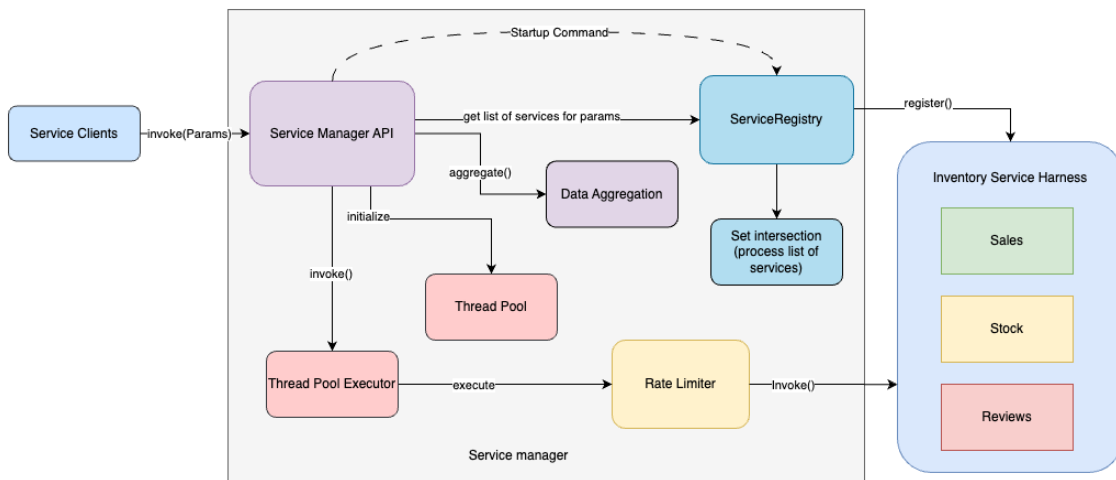 Startup Command
Service Clients
invoke(Params)
Service Manager API
get list of services for params
ServiceRegistry
register()
aggregate()
Data Aggregation
Inventory Service Harness
initialize
Set intersection
(process list of
services)
Sales
invoke()
Thread Pool
Stock
Thread Pool Executor
execute
Rate Limiter
Invoke()
Reviews
Service manager